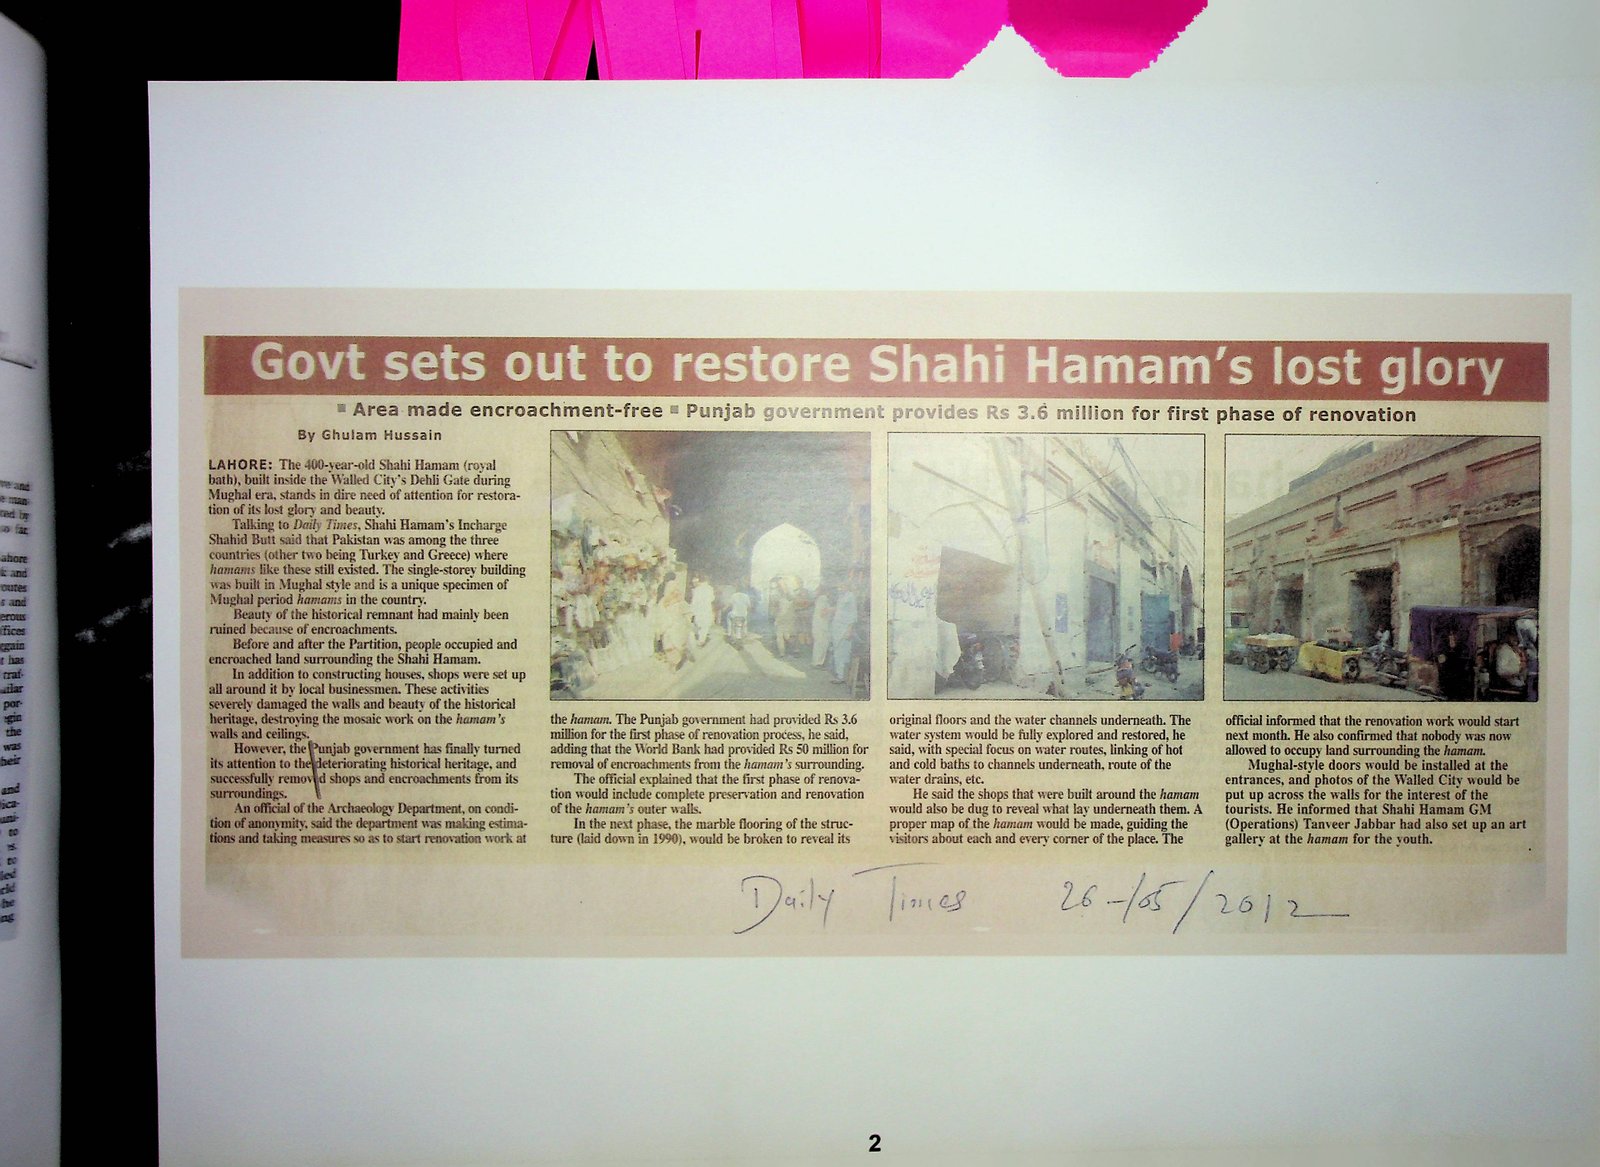 Govt sets out to restore Shahi Hamam's lost glory
■ Area made encroachment-free ■ Punjab government provides Rs 3.6 million for first phase of renovation
By Ghulam Hussain
LAHORE: The 400-year-old Shahi Hamam (royal
bath), built inside the Walled City's Dehli Gate during
Mughal era, stands in dire need of attention for restora-
tion of its lost glory and beauty.
Talking to Daily Times, Shahi Hamam's Incharge
Shahid Butt said that Pakistan was among the three
countries (other two being Turkey and Greece) where
hamams like these still existed. The single-storey building
was built in Mughal style and is a unique specimen of
Mughal period hamams in the country.
Beauty of the historical remnant had mainly been
ruined because of encroachments.
Before and after the Partition, people occupied and
encroached land surrounding the Shahi Hamam.
In addition to constructing houses, shops were set up
all around it by local businessmen. These activities
severely damaged the walls and beauty of the historical
heritage, destroying the mosaic work on the hamam's
walls and ceilings.
However, the Punjab government has finally turned
its attention to the deteriorating historical heritage, and
successfully removed shops and encroachments from its
surroundings.
An official of the Archaeology Department, on condi-
tion of anonymity, said the department was making estima-
tions and taking measures so as to start renovation work at
the hamam. The Punjab government had provided Rs 3.6
million for the first phase of renovation process, he said,
adding that the World Bank had provided Rs 50 million for
removal of encroachments from the hamam's surrounding.
The official explained that the first phase of renova-
tion would include complete preservation and renovation
of the hamam's outer walls.
In the next phase, the marble flooring of the struc-
ture (laid down in 1990), would be broken to reveal its
original floors and the water channels underneath. The
water system would be fully explored and restored, he
said, with special focus on water routes, linking of hot
and cold baths to channels underneath, route of the
water drains, etc.
He said the shops that were built around the hamam
would also be dug to reveal what lay underneath them. A
proper map of the hamam would be made, guiding the
visitors about each and every corner of the place. The
official informed that the renovation work would start
next month. He also confirmed that nobody was now
allowed to occupy land surrounding the hamam.
Mughal-style doors would be installed at the
entrances, and photos of the Walled City would be
put up across the walls for the interest of the
tourists. He informed that Shahi Hamam GM
(Operations) Tanveer Jabbar had also set up an art
gallery at the hamam for the youth.
Daily Times 26-/05/2012
2